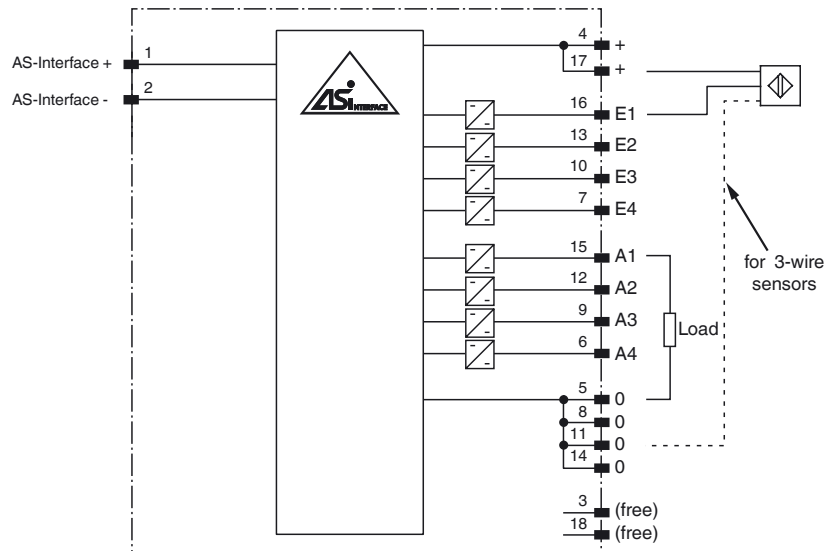 AS-Interface +
1
AS-Interface -
2
ASi INTERFACE
4
+
17
+
16
E1
13
E2
10
E3
7
E4
15
A1
12
A2
9
A3
6
A4
5
0
8
0
11
0
14
0
3
(free)
18
(free)
Load
for 3-wire
sensors